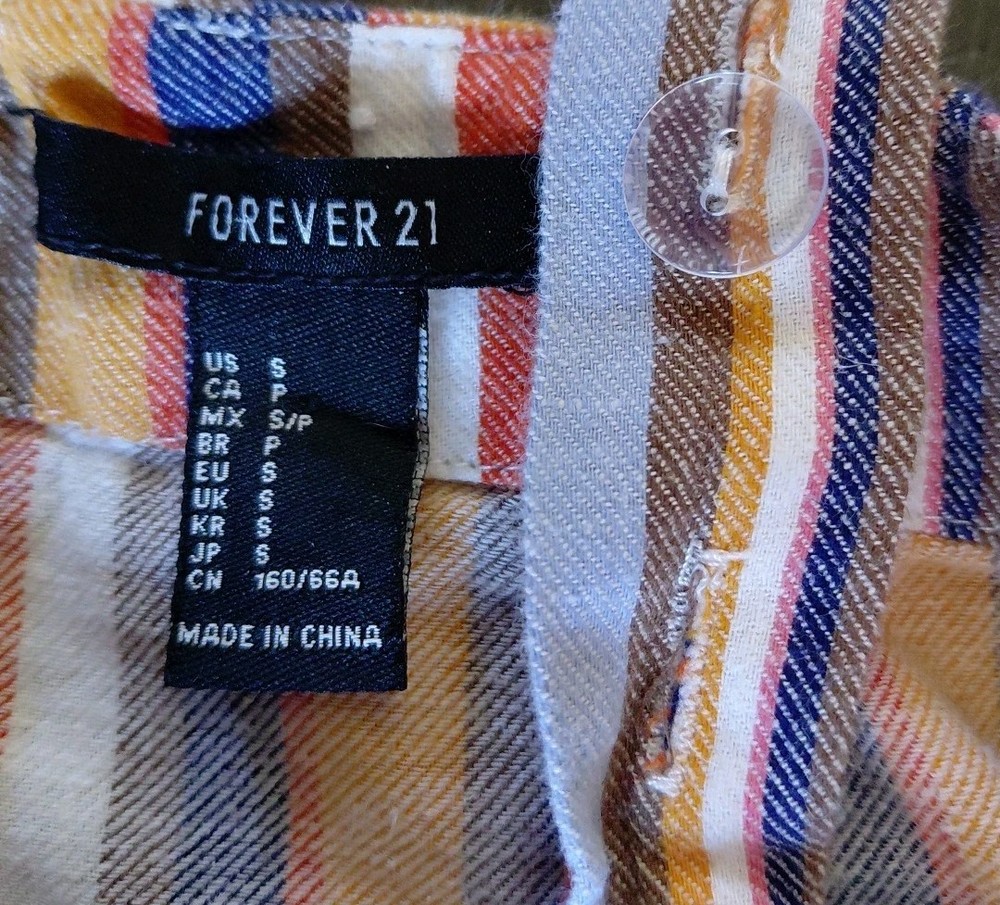 FOREVER 21
US S
CA P
MX S/P
BR P
EU S
UK S
KR S
JP S
CN 160/66A
MADE IN CHINA